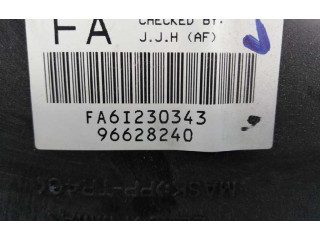 FA
CHECKED BY:
J.J.H (AF)
FA6I230343
96628240